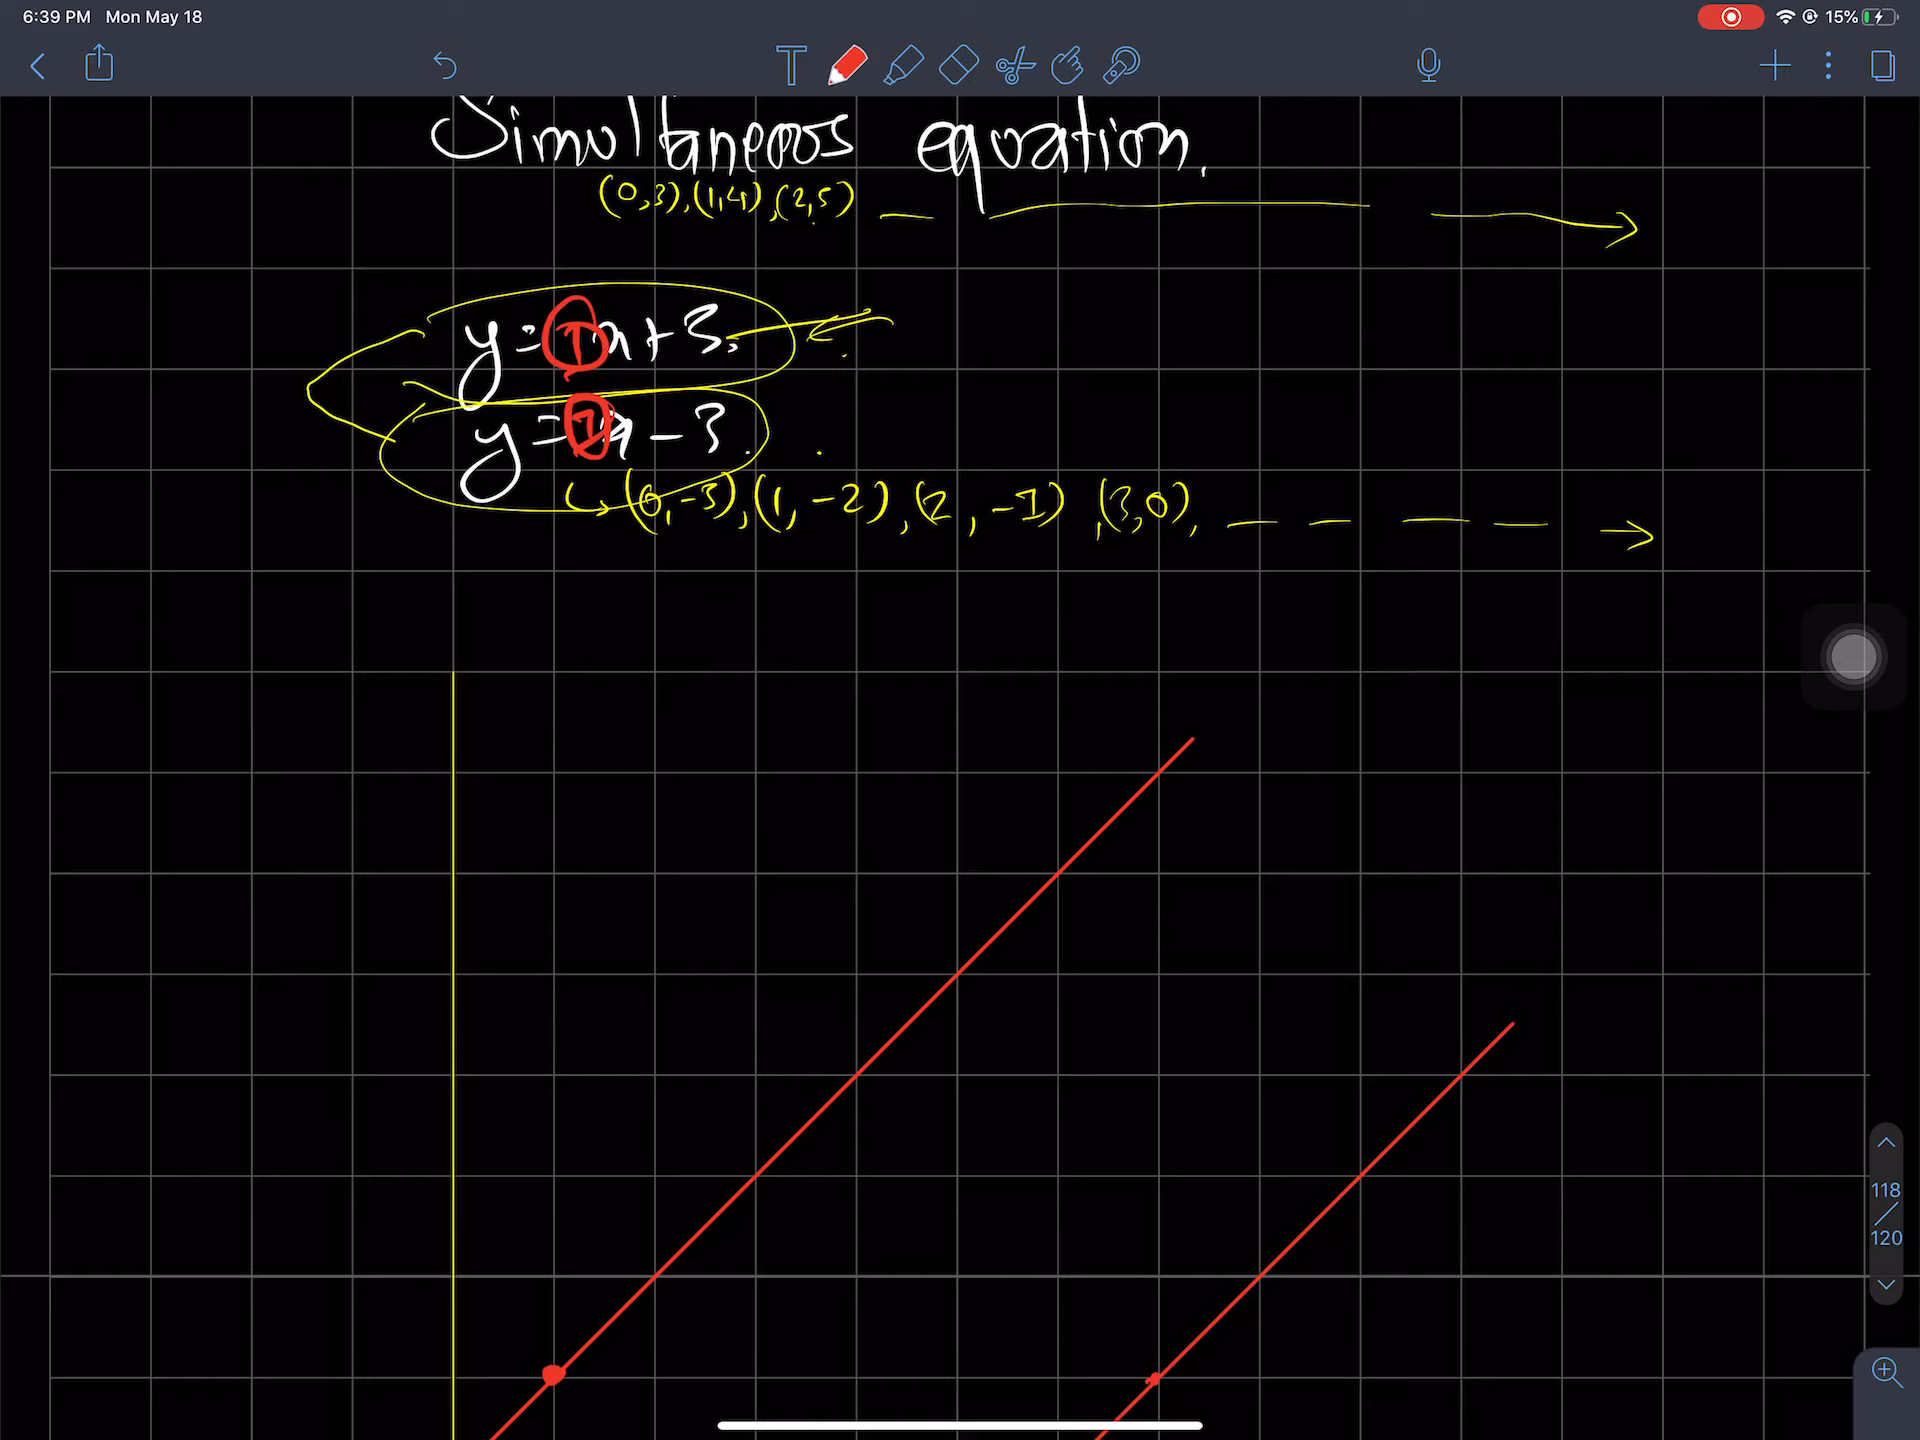 6:39 PM Mon May 18
15%
Simultaneous equation.
(0,3),(1,4),(2,5)
y=1x+3
y=1x-3
(0,-3),(1,-2),(2,-1),(3,0),
118
120